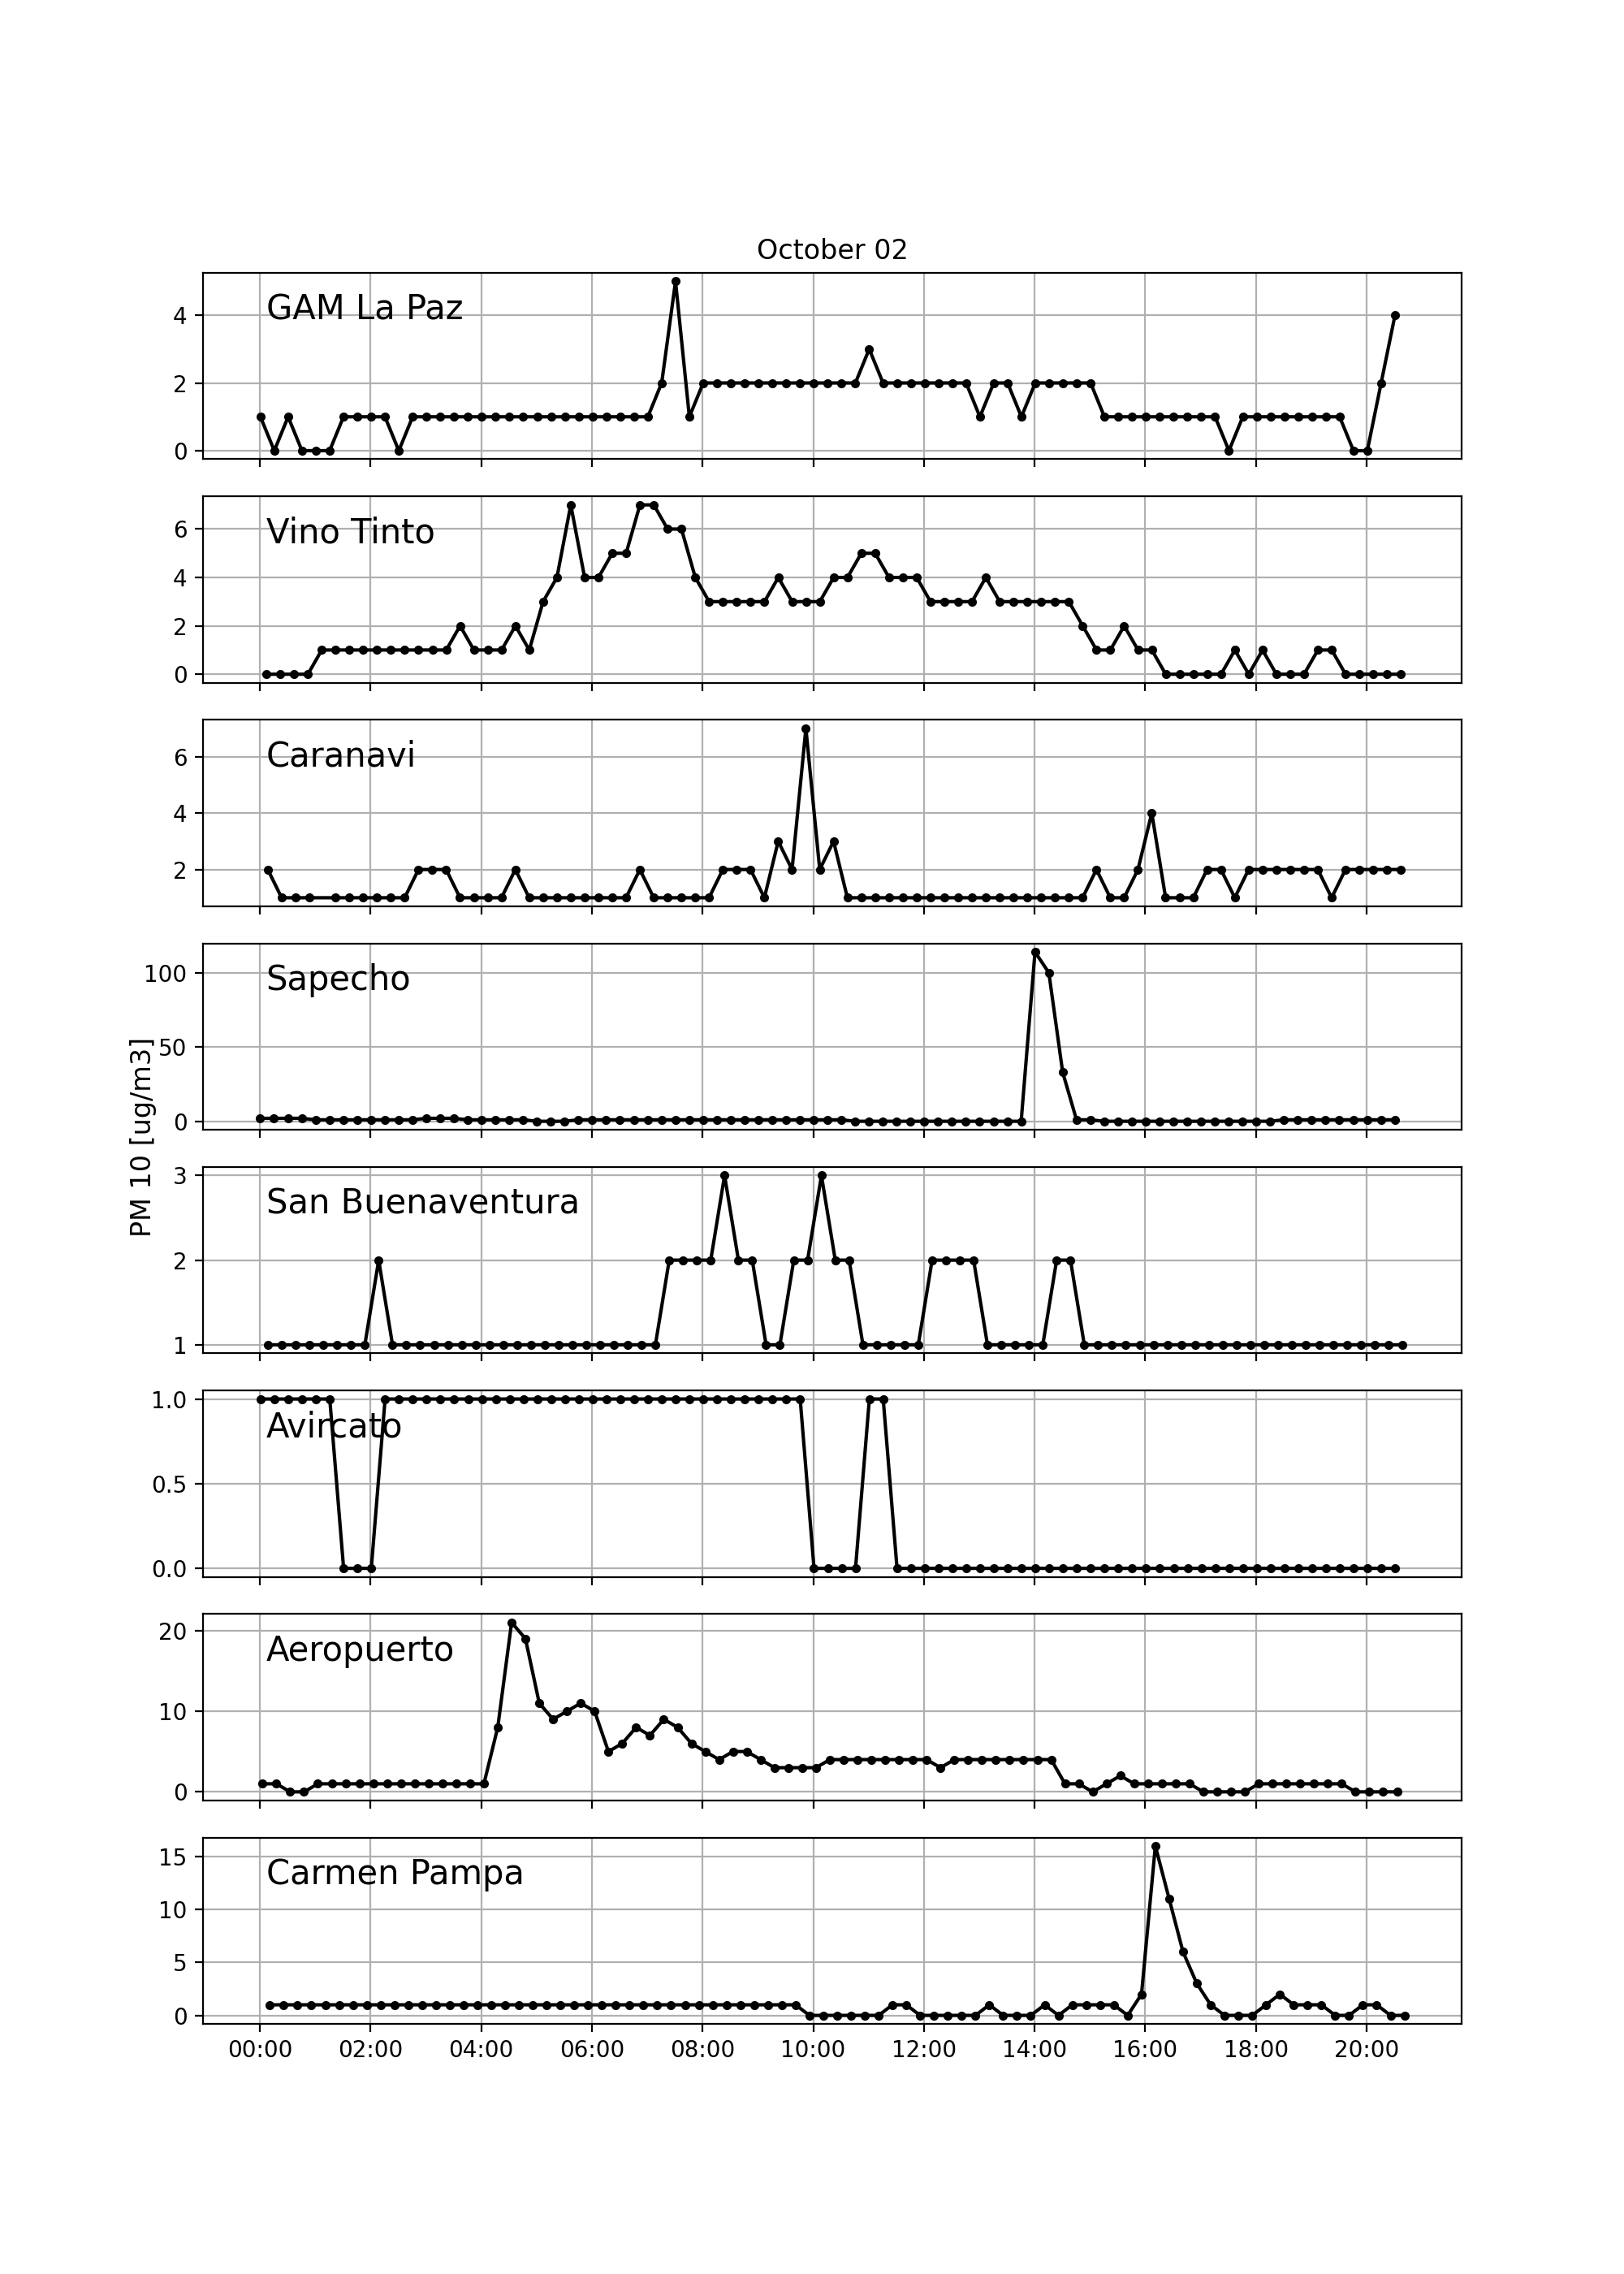 October 02
GAM La Paz
4
2
0
Vino Tinto
6
4
2
0
Caranavi
6
4
2
Sapecho
100
50
0
PM 10 [ug/m3]
San Buenaventura
3
2
1
Avircato
1.0
0.5
0.0
Aeropuerto
20
10
0
Carmen Pampa
15
10
5
0
00:00 02:00 04:00 06:00 08:00 10:00 12:00 14:00 16:00 18:00 20:00